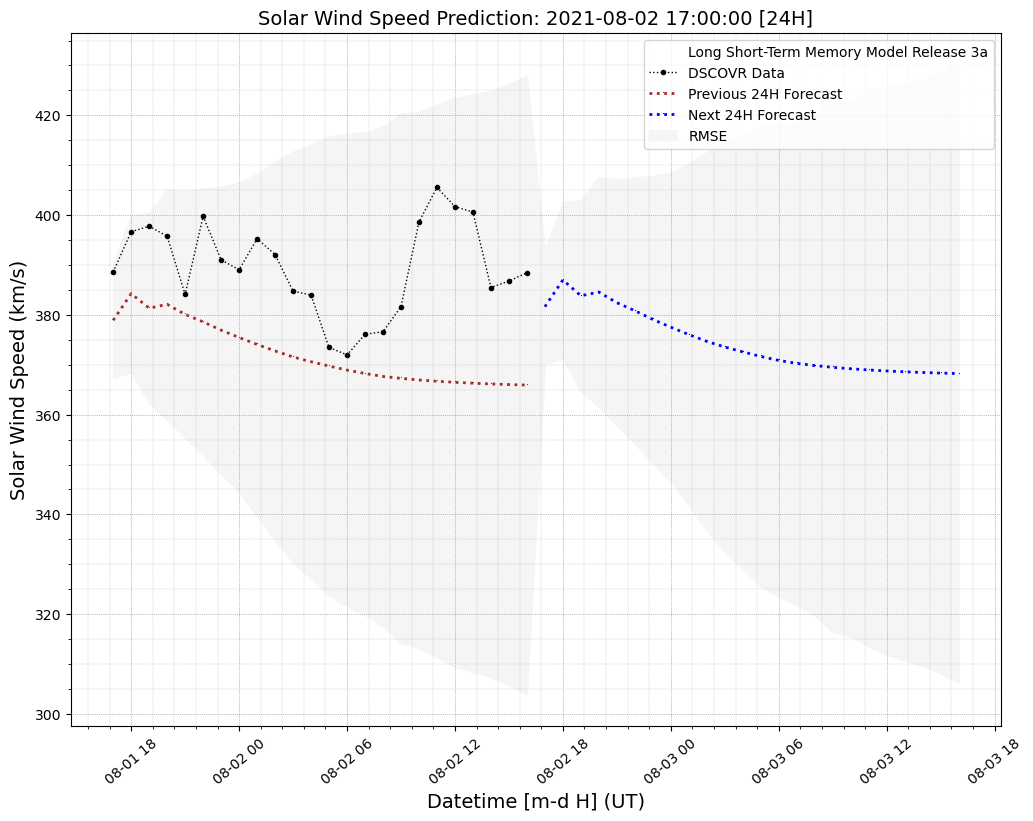 Solar Wind Speed Prediction: 2021-08-02 17:00:00 [24H]
Long Short-Term Memory Model Release 3a
DSCOVR Data
Previous 24H Forecast
Next 24H Forecast
RMSE
Solar Wind Speed (km/s)
420
400
380
360
340
320
300
08-01 18
08-02 00
08-02 06
08-02 12
08-02 18
08-03 00
08-03 06
08-03 12
08-03 18
Datetime [m-d H] (UT)